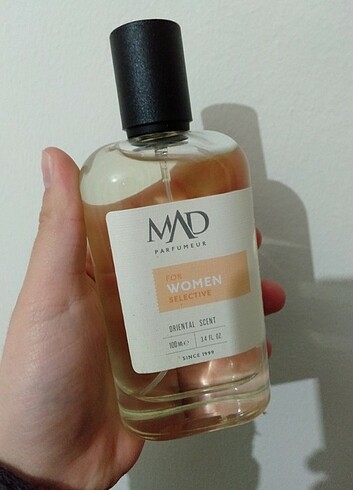 MAD
PARFUMEUR
FOR
WOMEN
SELECTIVE
ORIENTAL SCENT
100 ML ℮ 3.4 FL. OZ.
* SINCE 1999